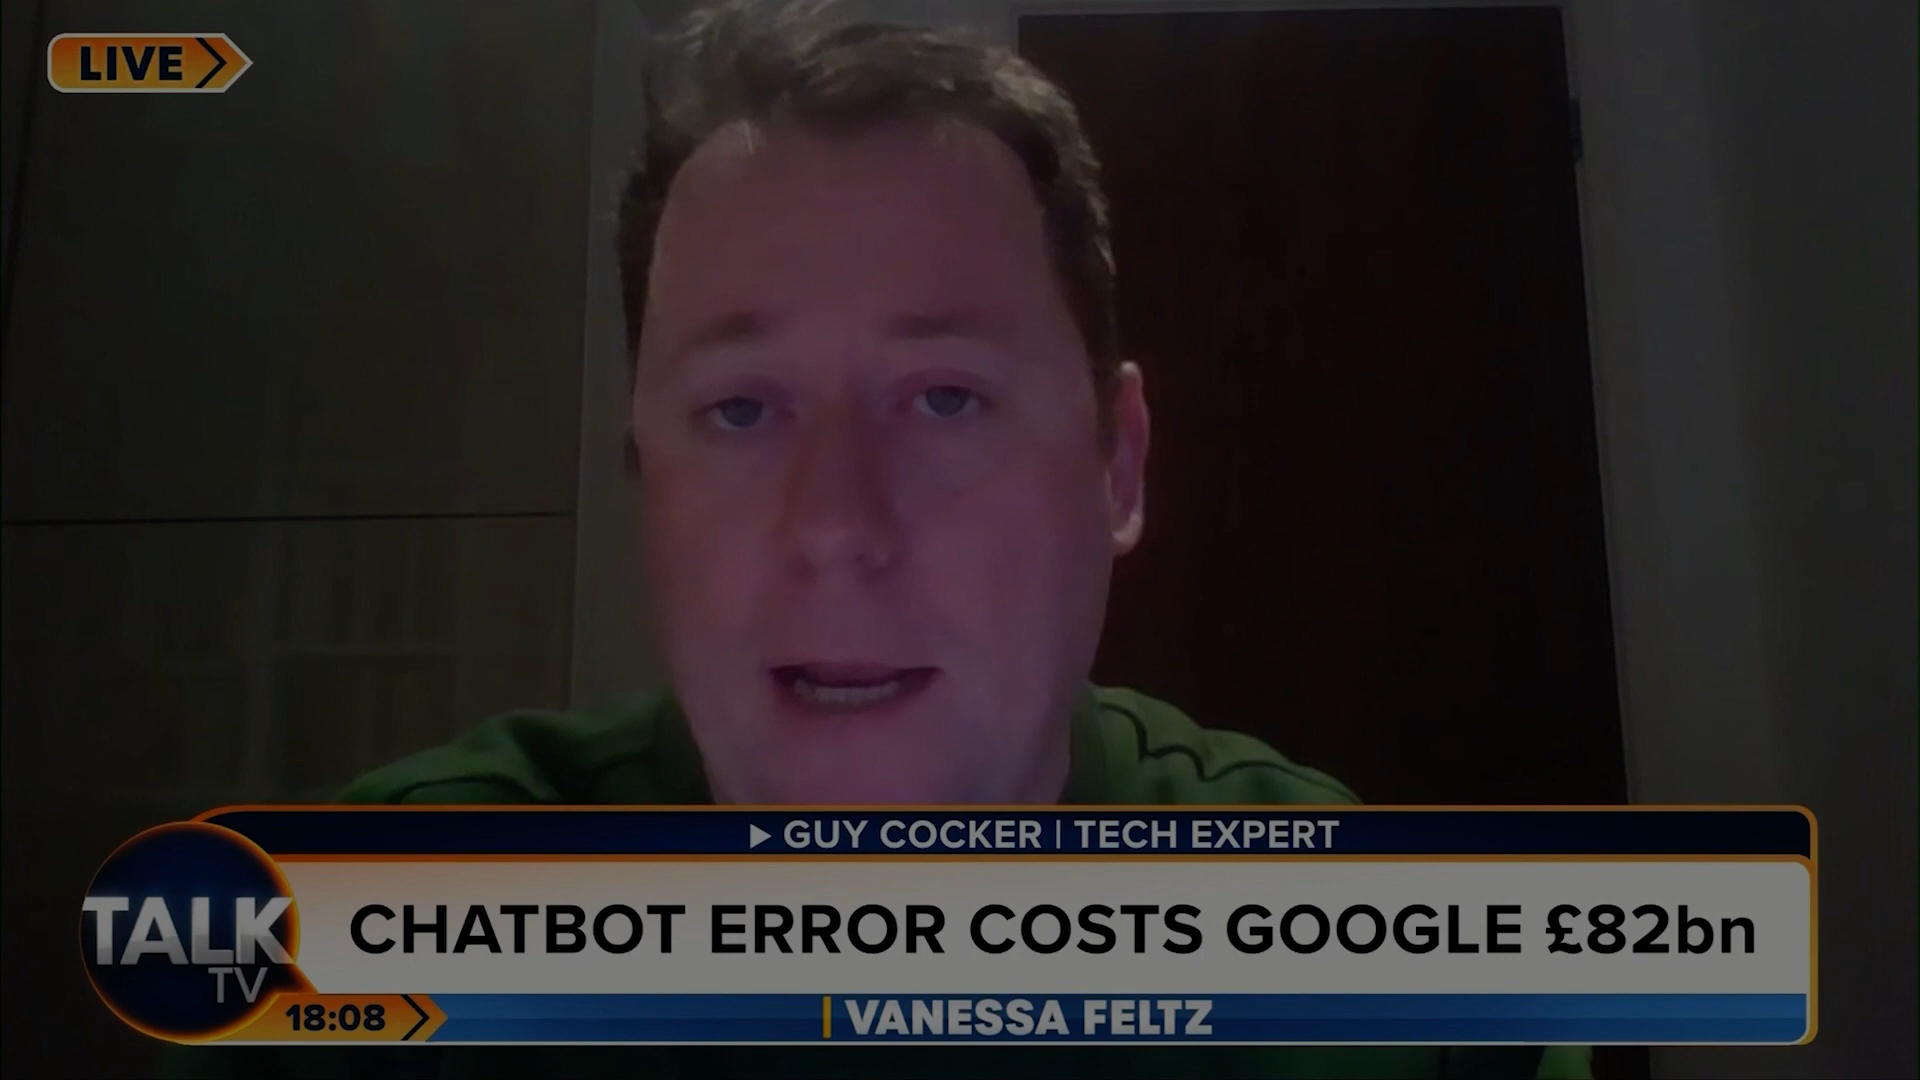 LIVE
GUY COCKER | TECH EXPERT
CHATBOT ERROR COSTS GOOGLE £82bn
TALK
TV
18:08
VANESSA FELTZ